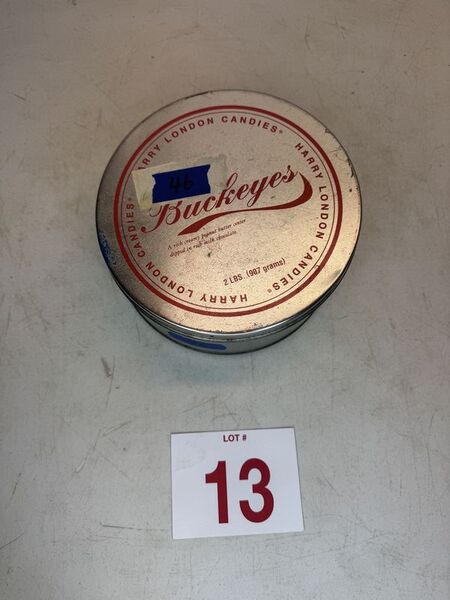 HARRY LONDON CANDIES®
HARRY LONDON CANDIES®
HARRY LONDON CANDIES®
46
Buckeyes
A rich creamy peanut butter center
dipped in rich milk chocolate.
2 LBS. (907 grams)
LOT #
13